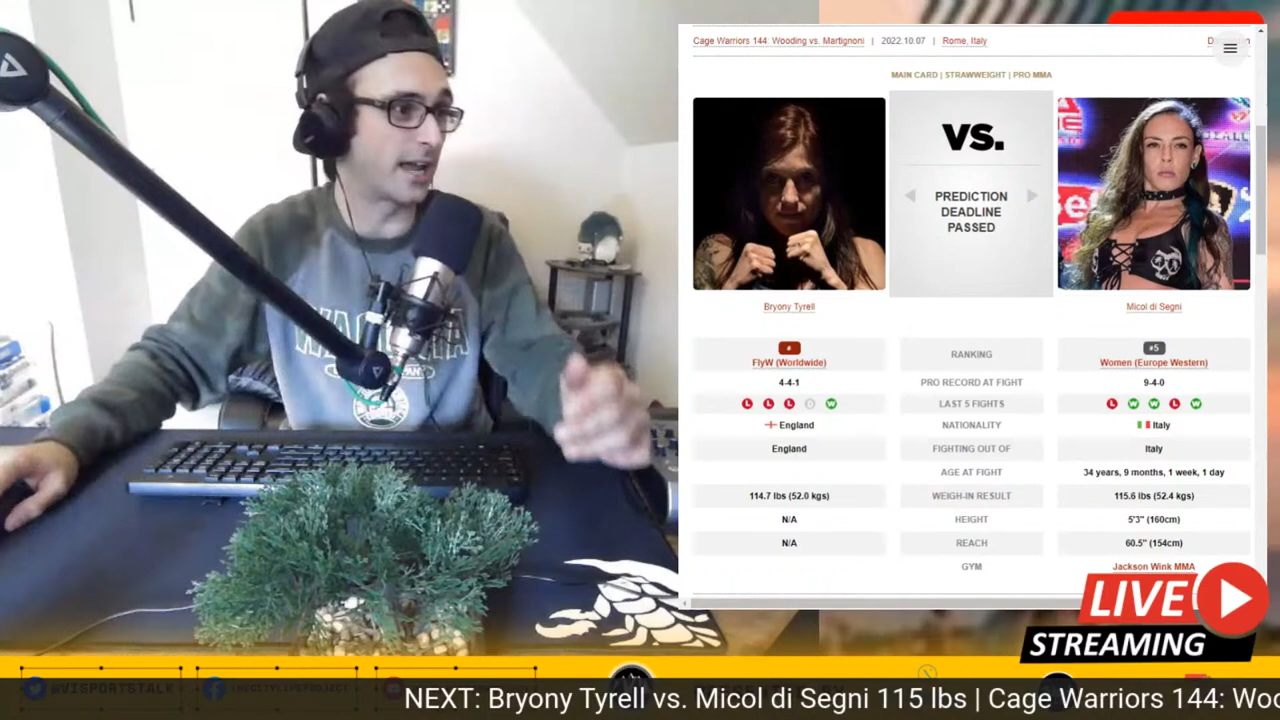 Cage Warriors 144: Wooding vs. Martignoni | 2022.10.07 | Rome, Italy
MAIN CARD | STRAWWEIGHT | PRO MMA
VS.
PREDICTION
DEADLINE
PASSED
Bryony Tyrell
Micol di Segni
#
#5
FlyW (Worldwide)
RANKING
Women (Europe Western)
4-4-1
PRO RECORD AT FIGHT
9-4-0
L L L D W
LAST 5 FIGHTS
L W W L W
England
NATIONALITY
Italy
England
FIGHTING OUT OF
Italy
AGE AT FIGHT
34 years, 9 months, 1 week, 1 day
114.7 lbs (52.0 kgs)
WEIGH-IN RESULT
115.6 lbs (52.4 kgs)
N/A
HEIGHT
5'3" (160cm)
N/A
REACH
60.5" (154cm)
GYM
Jackson Wink MMA
LIVE
STREAMING
@VISPORTSTALK
NEXT: Bryony Tyrell vs. Micol di Segni 115 lbs | Cage Warriors 144: Woo